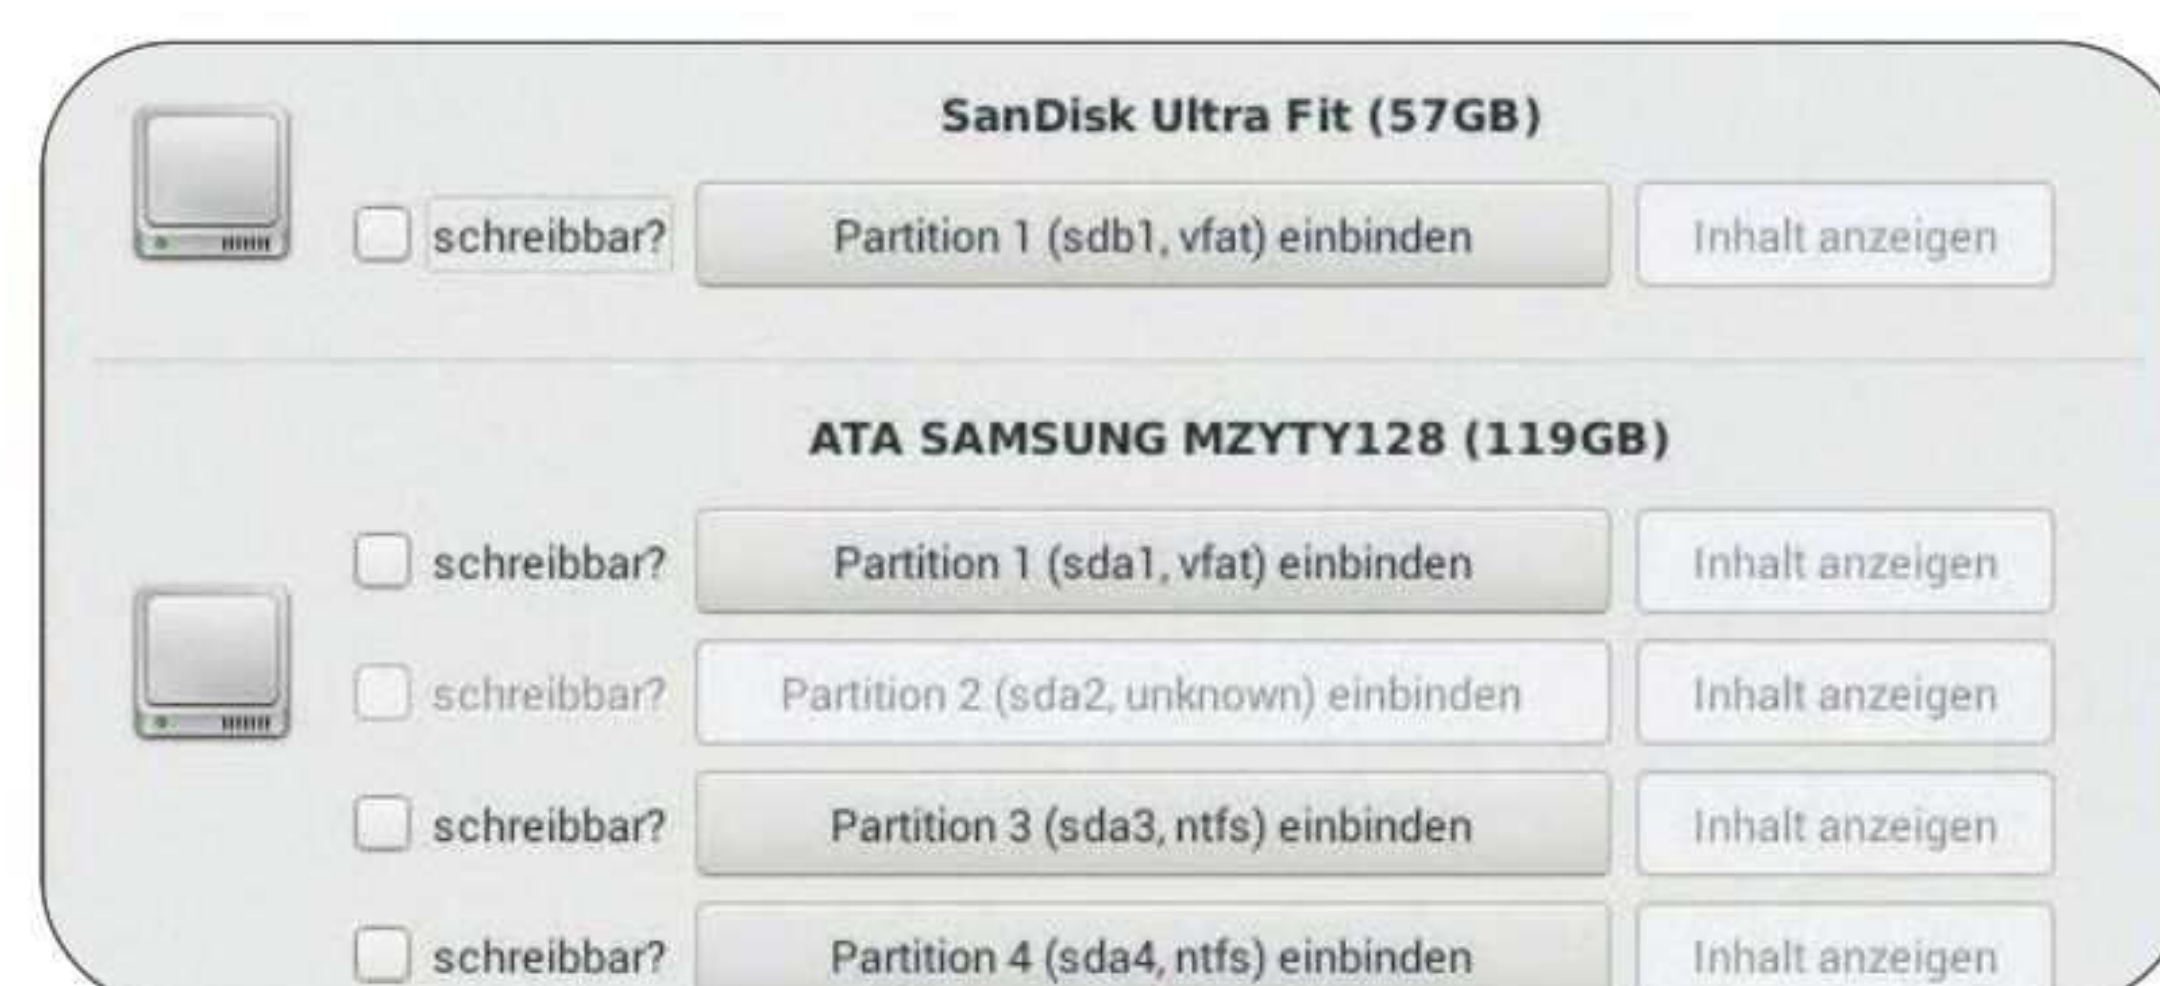 SanDisk Ultra Fit (57GB)
schreibbar? Partition 1 (sdb1, vfat) einbinden Inhalt anzeigen
ATA SAMSUNG MZYTY128 (119GB)
schreibbar? Partition 1 (sda1, vfat) einbinden Inhalt anzeigen
schreibbar? Partition 2 (sda2, unknown) einbinden Inhalt anzeigen
schreibbar? Partition 3 (sda3, ntfs) einbinden Inhalt anzeigen
schreibbar? Partition 4 (sda4, ntfs) einbinden Inhalt anzeigen